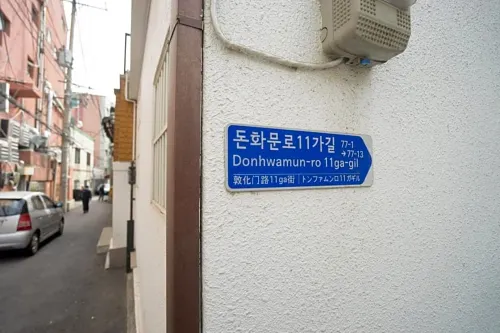 돈화문로11가길 77-1
→77-13
Donhwamun-ro 11ga-gil
敦化门路11ga街 | トンファムンロ11ガギル